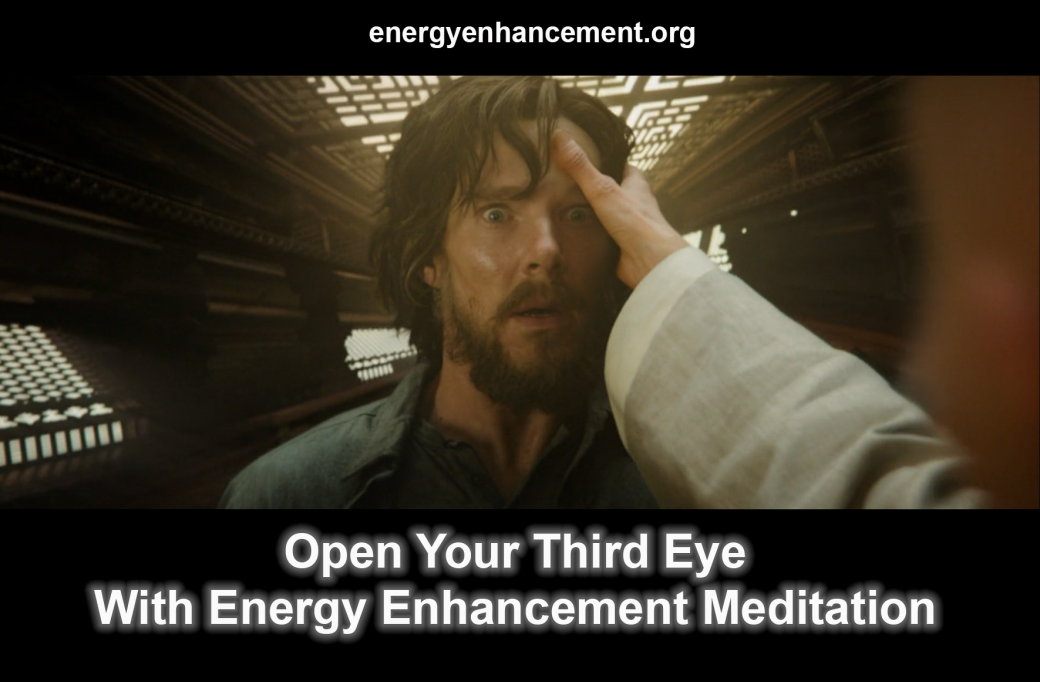 energyenhancement.org
Open Your Third Eye
With Energy Enhancement Meditation